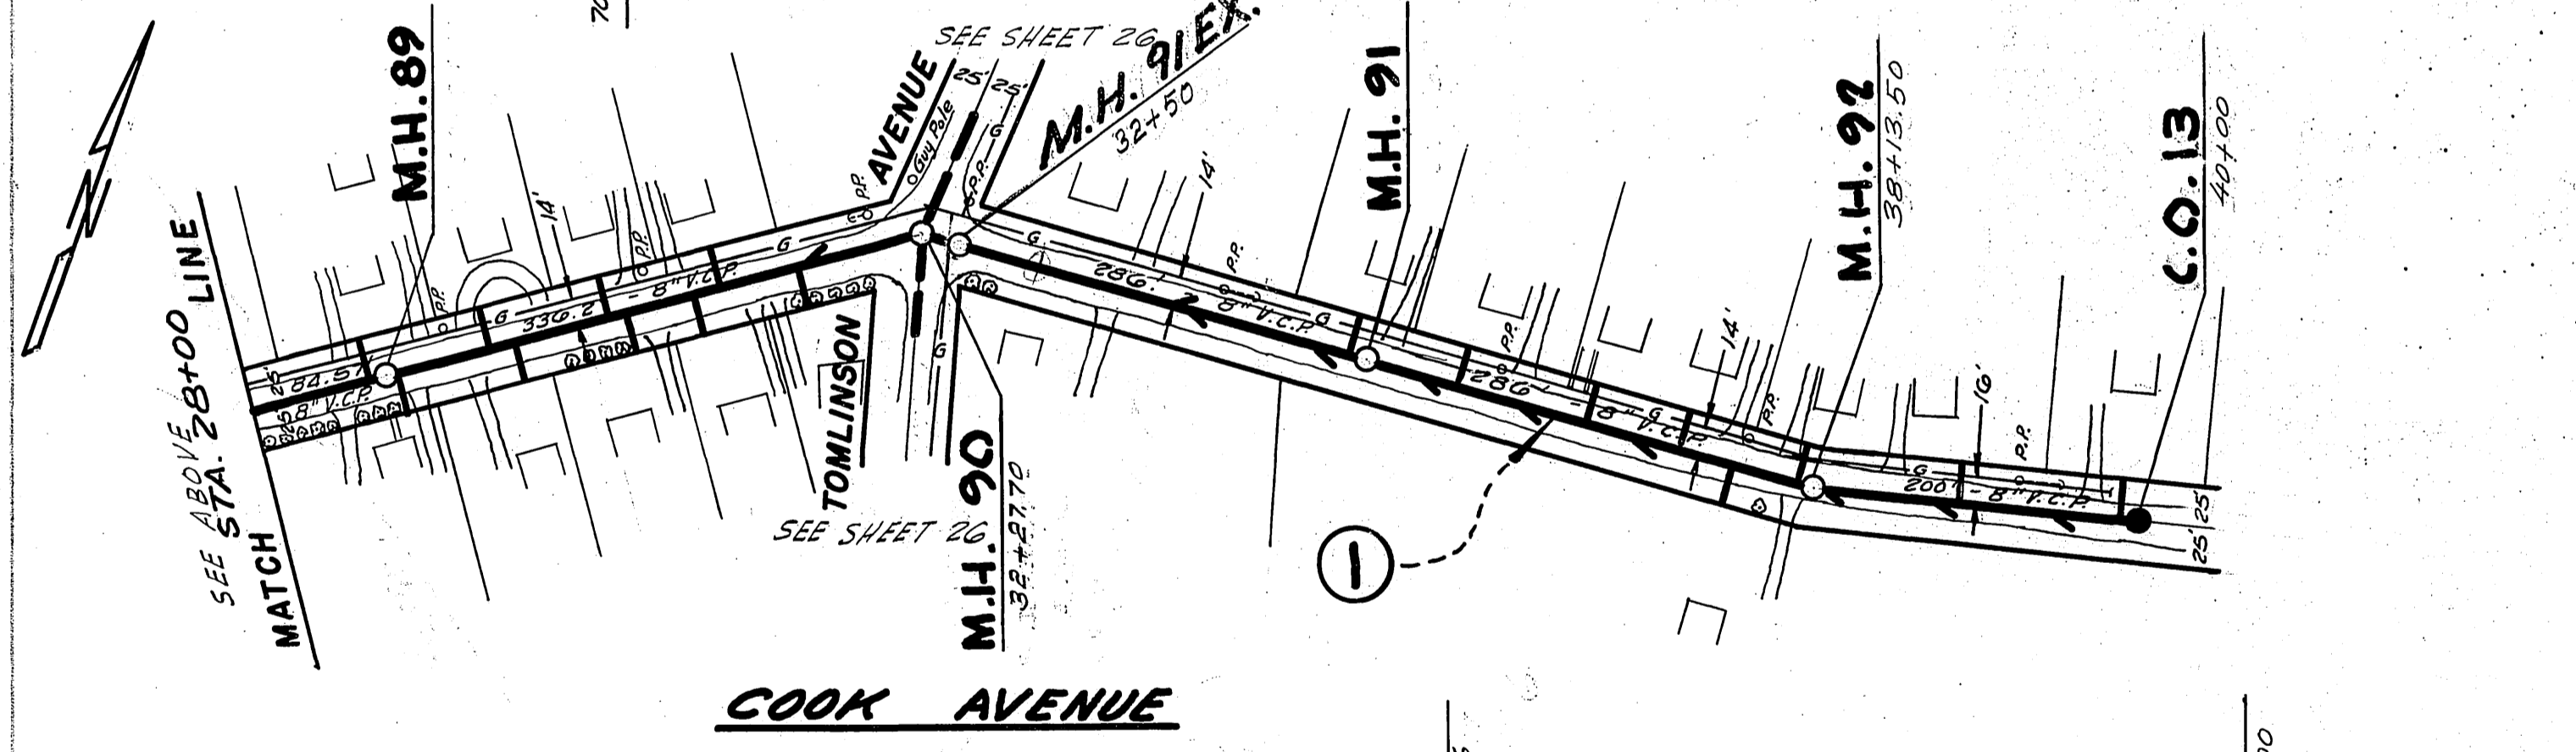 N
SEE ABOVE
STA. 28+00 LINE
MATCH
M.H. 89
70
25'
25'
84.5'
8" V.C.P.
P.P.
G
336.2
14'
- 8" V.C.P.
P.P.
G
P.P.
AVENUE
Guy Pole
SEE SHEET 26
25'
25'
G
P.P.
M.H. 91 EX.
32+50
TOMLINSON
SEE SHEET 26
G
M.H. 90
32+27.70
G
286'
14'
P.P.
8" V.C.P.
G
M.H. 91
P.P.
286'
- 8" V.C.P.
G
14'
P.P.
1
M.H. 92
38+13.50
G
200'
- 8" V.C.P.
16'
P.P.
C.O. 13
40+00
25'
25'
COOK AVENUE